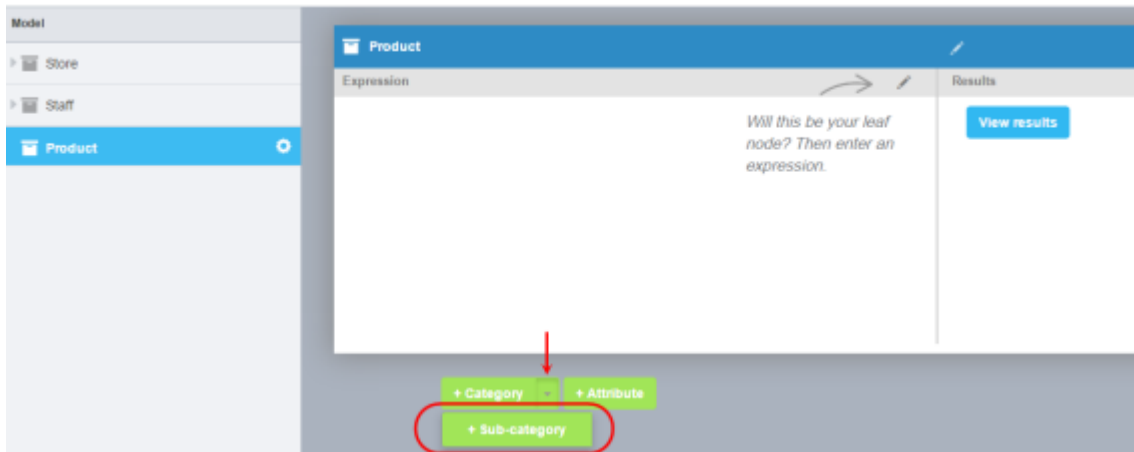 Model
Store
Staff
Product
Product
Expression
Results
Will this be your leaf
node? Then enter an
expression.
View results
+ Category
+ Attribute
+ Sub-category